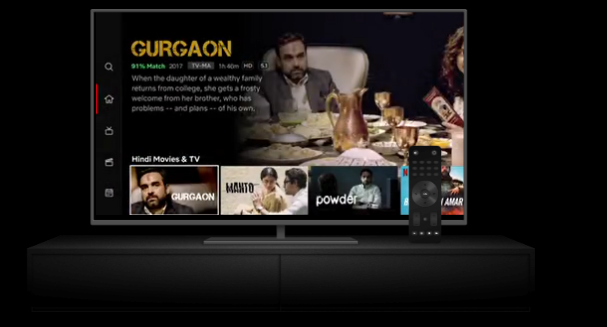 GURGAON
91% Match 2017 TV-MA 1h 40m HD 5.1
When the daughter of a wealthy family
returns from college, she gets a frosty
welcome from her brother, who has
problems -- and plans -- of his own.
Hindi Movies & TV
GURGAON
MANTO
powder
AMAR